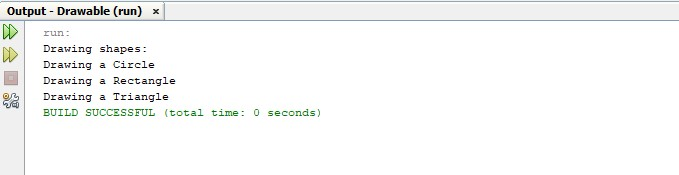 Output - Drawable (run) ×
run:
Drawing shapes:
Drawing a Circle
Drawing a Rectangle
Drawing a Triangle
BUILD SUCCESSFUL (total time: 0 seconds)